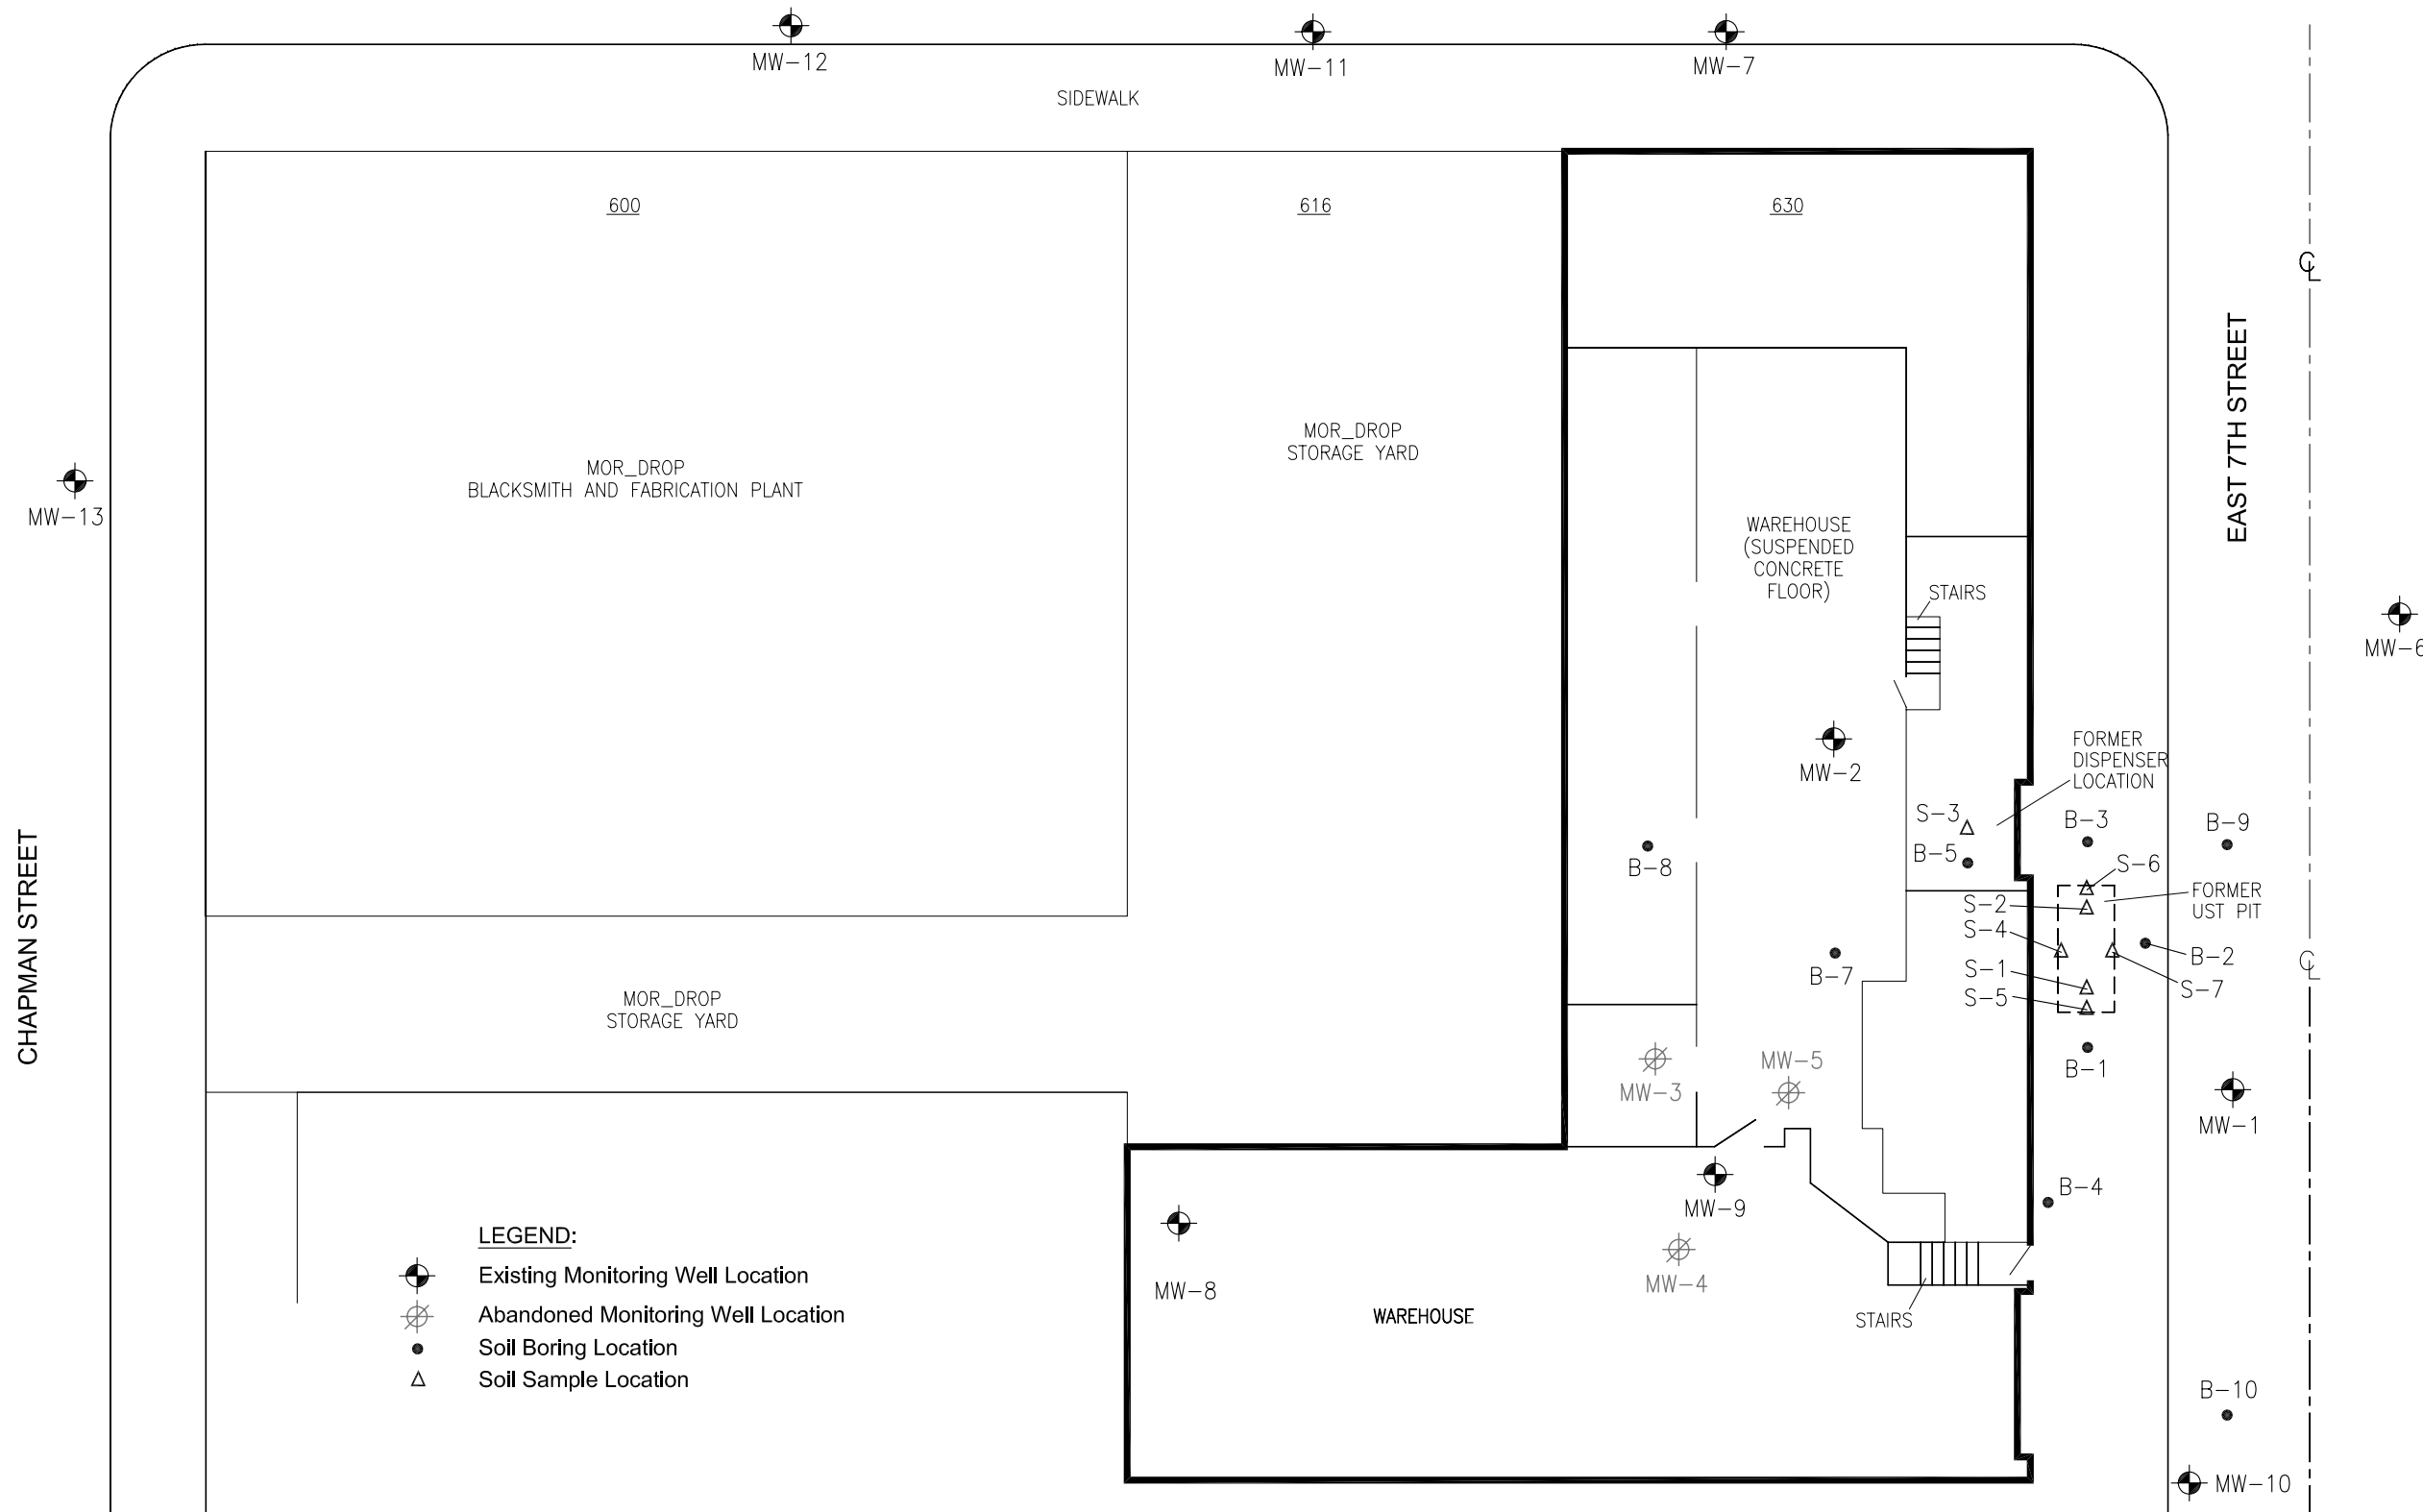 MW-12
MW-11
MW-7
SIDEWALK
600
616
630
℄
EAST 7TH STREET
MOR_DROP
STORAGE YARD
MOR_DROP
BLACKSMITH AND FABRICATION PLANT
MW-13
WAREHOUSE
(SUSPENDED
CONCRETE
FLOOR)
STAIRS
MW-6
MW-2
FORMER
DISPENSER
LOCATION
S-3
B-3
B-9
B-5
B-8
S-6
FORMER
UST PIT
S-2
S-4
B-2
℄
B-7
S-1
S-7
S-5
CHAPMAN STREET
MOR_DROP
STORAGE YARD
MW-5
MW-3
B-1
MW-1
B-4
MW-9
MW-8
MW-4
WAREHOUSE
STAIRS
LEGEND:
Existing Monitoring Well Location
Abandoned Monitoring Well Location
Soil Boring Location
Soil Sample Location
B-10
MW-10